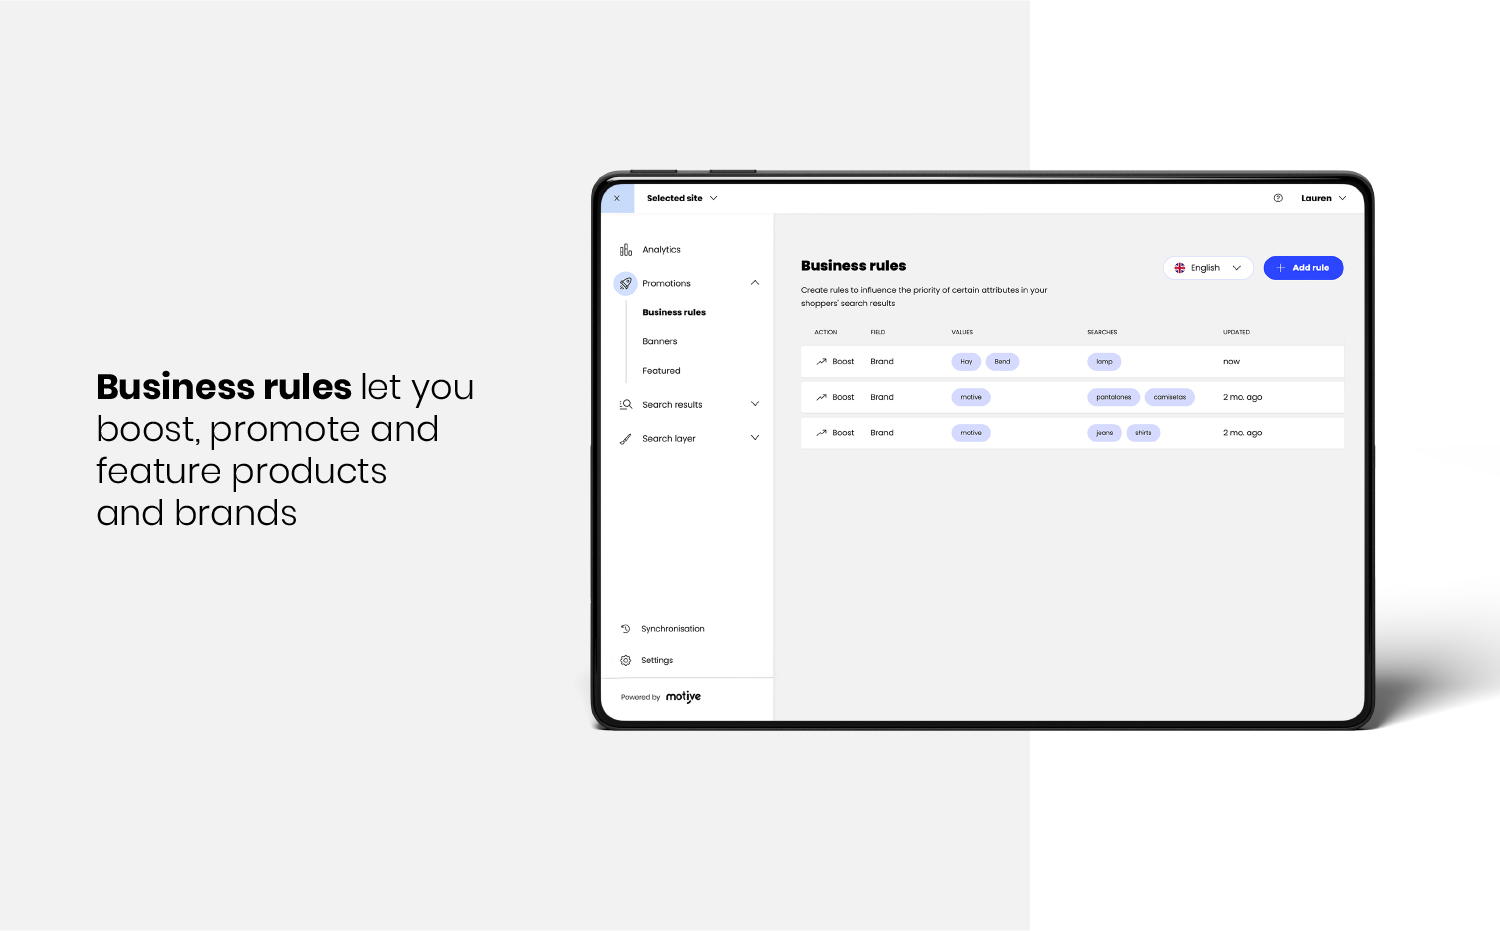 Business rules let you
boost, promote and
feature products
and brands
Selected site
Lauren
Analytics
Promotions
Business rules
Banners
Featured
Search results
Search layer
Synchronisation
Settings
Powered by motive
Business rules
English
Add rule
Create rules to influence the priority of certain attributes in your
shoppers' search results
ACTION FIELD VALUES SEARCHES UPDATED
Boost Brand Hay Bend lamp now
Boost Brand motive pantalones camisetas 2 mo. ago
Boost Brand motive jeans shirts 2 mo. ago